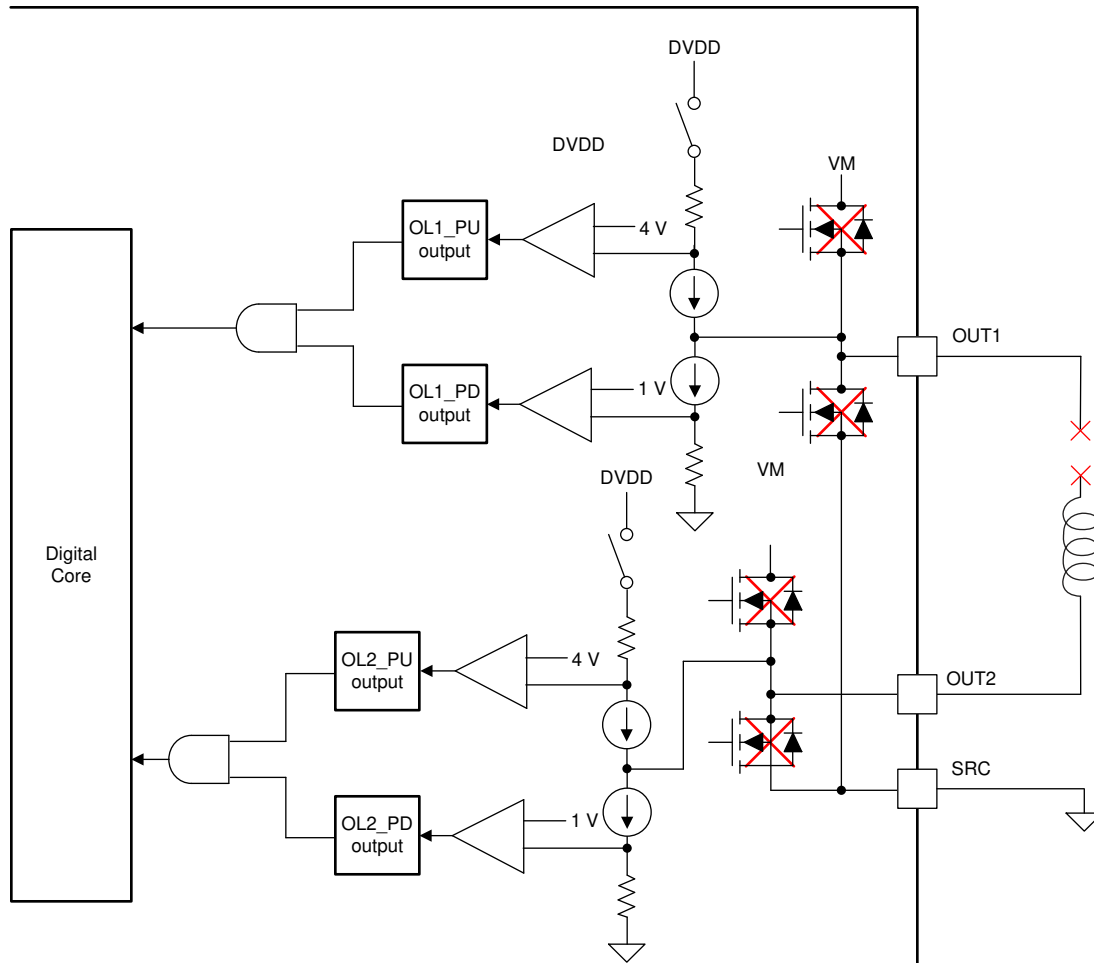 DVDD
DVDD
VM
OL1_PU
output
4 V
OUT1
OL1_PD
output
1 V
VM
DVDD
Digital
Core
OL2_PU
output
4 V
OUT2
SRC
OL2_PD
output
1 V